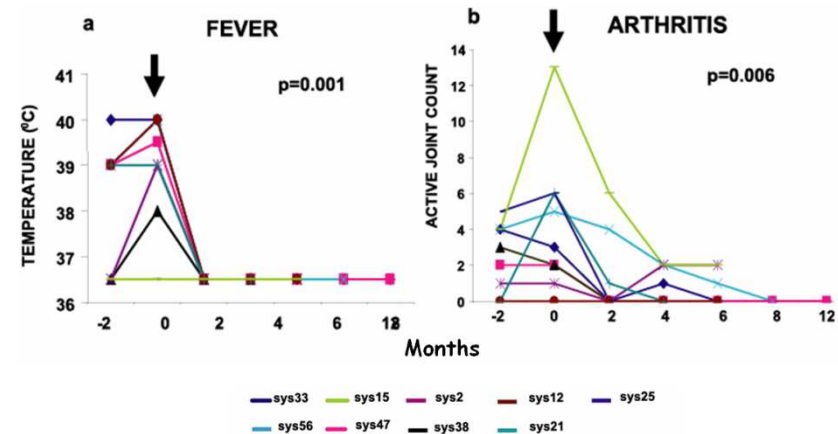 a FEVER
p=0.001
TEMPERATURE (ºC)
41
40
39
38
37
36
-2 0 2 4 6 8
b ARTHRITIS
p=0.006
ACTIVE JOINT COUNT
14
12
10
8
6
4
2
0
-2 0 2 4 6 8 12
Months
sys33 sys15 sys2 sys12 sys25
sys56 sys47 sys38 sys21